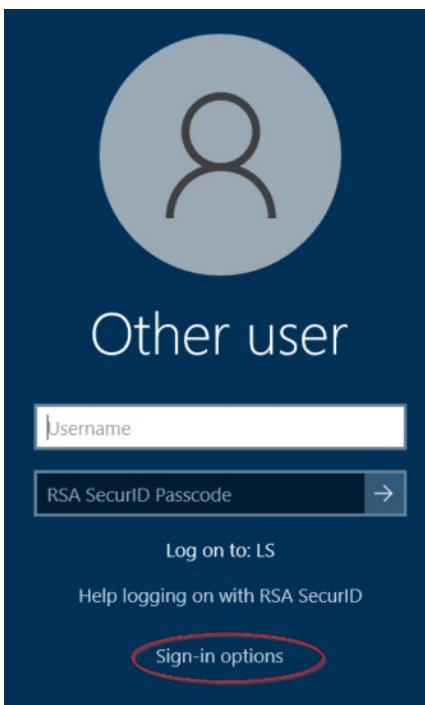 Other user
Username
RSA SecurID Passcode
Log on to: LS
Help logging on with RSA SecurID
Sign-in options